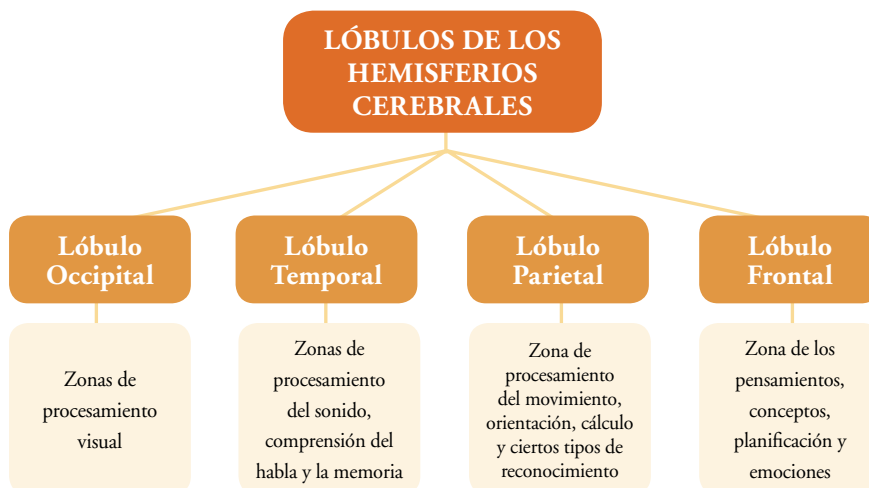 LÓBULOS DE LOS
HEMISFERIOS
CEREBRALES
Lóbulo
Occipital
Lóbulo
Temporal
Lóbulo
Parietal
Lóbulo
Frontal
Zonas de
procesamiento
visual
Zonas de
procesamiento
del sonido,
comprensión del
habla y la memoria
Zona de
procesamiento
del movimiento,
orientación, cálculo
y ciertos tipos de
reconocimiento
Zona de los
pensamientos,
conceptos,
planificación y
emociones